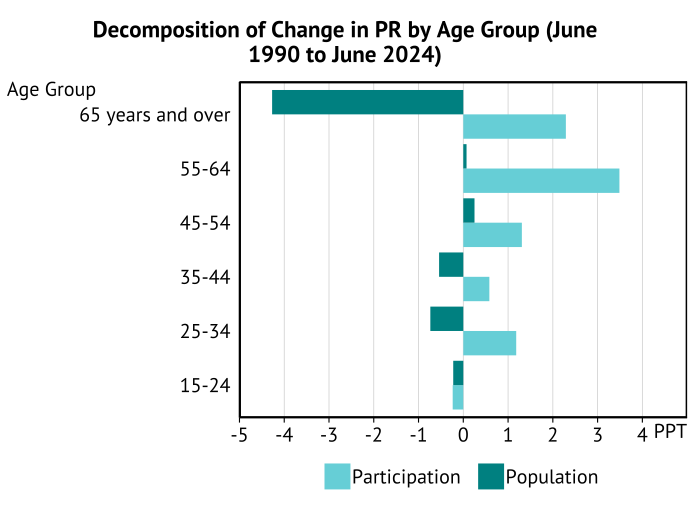 Decomposition of Change in PR by Age Group (June
1990 to June 2024)
Age Group
65 years and over
55-64
45-54
35-44
25-34
15-24
-5 -4 -3 -2 -1 0 1 2 3 4 PPT
Participation Population